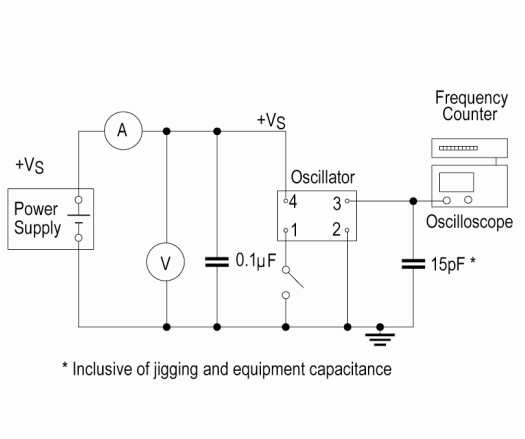 Frequency
Counter
A
+VS
Oscillator
+VS
4
3
Power
Supply
1
2
Oscilloscope
V
0.1μF
15pF *
* Inclusive of jigging and equipment capacitance